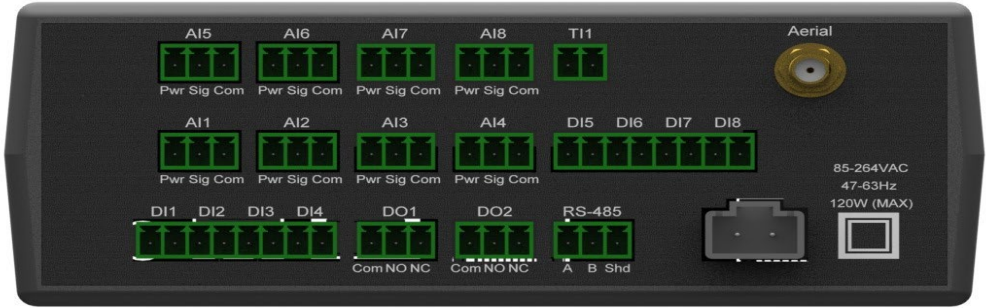 AI5 AI6 AI7 AI8 TI1 Aerial
Pwr Sig Com Pwr Sig Com Pwr Sig Com Pwr Sig Com
AI1 AI2 AI3 AI4 DI5 DI6 DI7 DI8
Pwr Sig Com Pwr Sig Com Pwr Sig Com Pwr Sig Com
85-264VAC
47-63Hz
120W (MAX)
DI1 DI2 DI3 DI4 DO1 DO2 RS-485
Com NO NC Com NO NC A B Shd